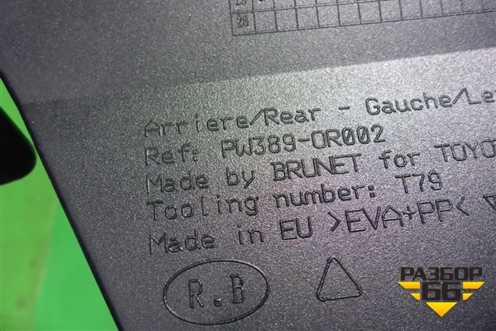 28
Arriere/Rear - Gauche/Le
Ref: PW389-0R002
Made by BRUNET for TOYO
Tooling number: T79
Made in EU >EVA+PP<
R.B
РАЗБОР
66